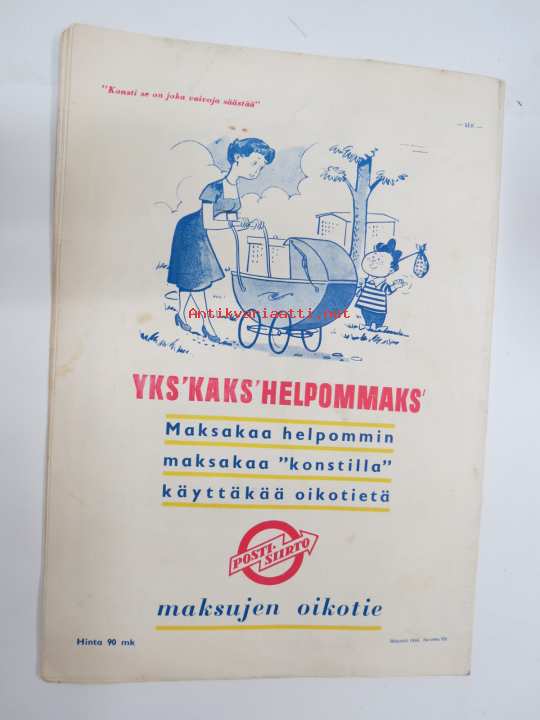 "Konsti se on joka vaivoja säästää"
Antikvariaatti.net
YKS'KAKS'HELPOMMAKS'
Maksakaa helpommin
maksakaa "konstilla"
käyttäkää oikotietä
POSTI-
SIIRTO
maksujen oikotie
Hinta 90 mk